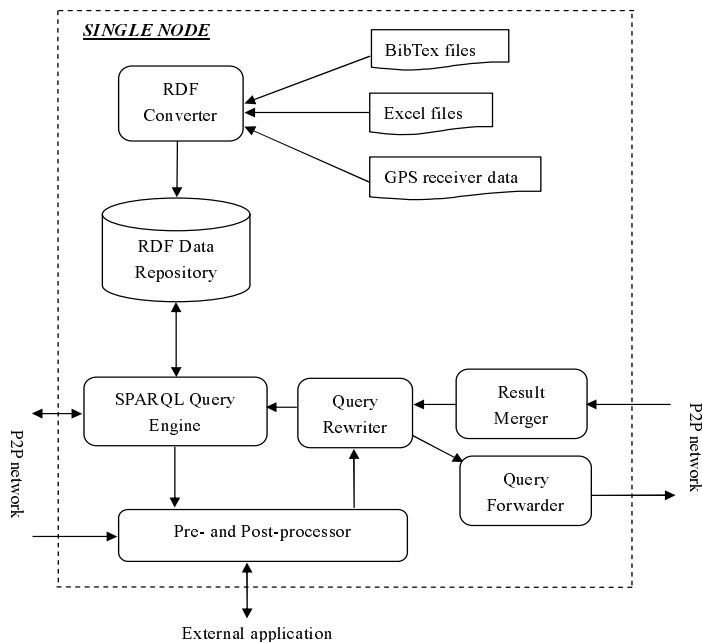 SINGLE NODE
BibTex files
RDF
Converter
Excel files
GPS receiver data
RDF Data
Repository
SPARQL Query
Engine
Query
Rewriter
Result
Merger
P2P network
P2P network
Query
Forwarder
Pre- and Post-processor
External application